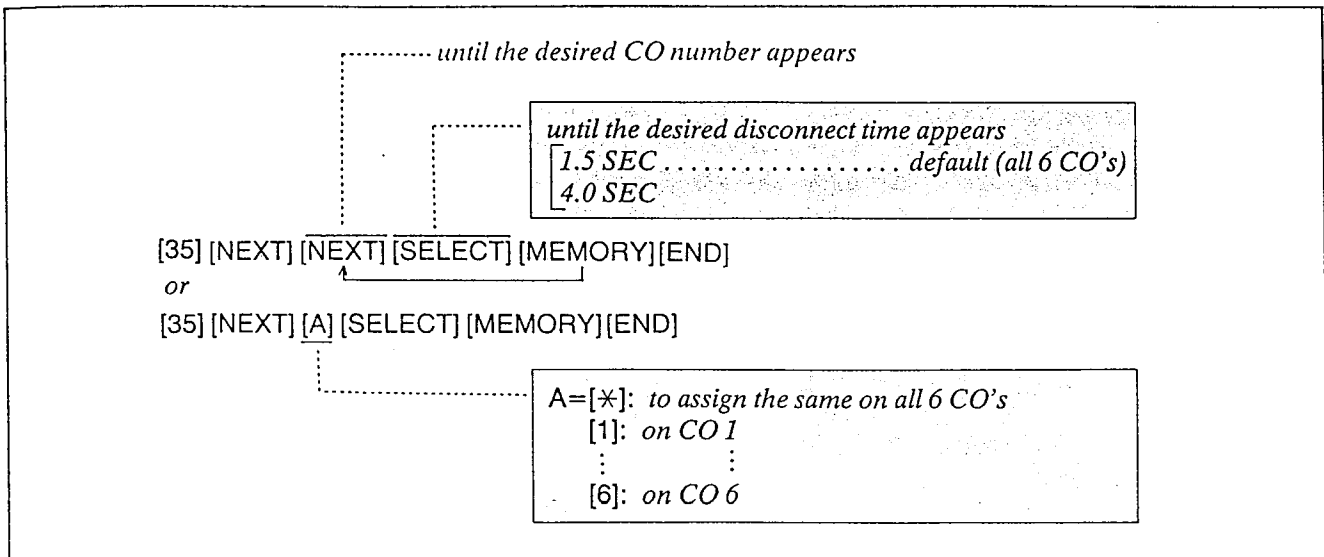 until the desired CO number appears
until the desired disconnect time appears
1.5 SEC ................... default (all 6 CO's)
4.0 SEC
[35] [NEXT] [NEXT] [SELECT] [MEMORY] [END]
or
[35] [NEXT] [A] [SELECT] [MEMORY] [END]
A=[*]: to assign the same on all 6 CO's
[1]: on CO 1
[6]: on CO 6